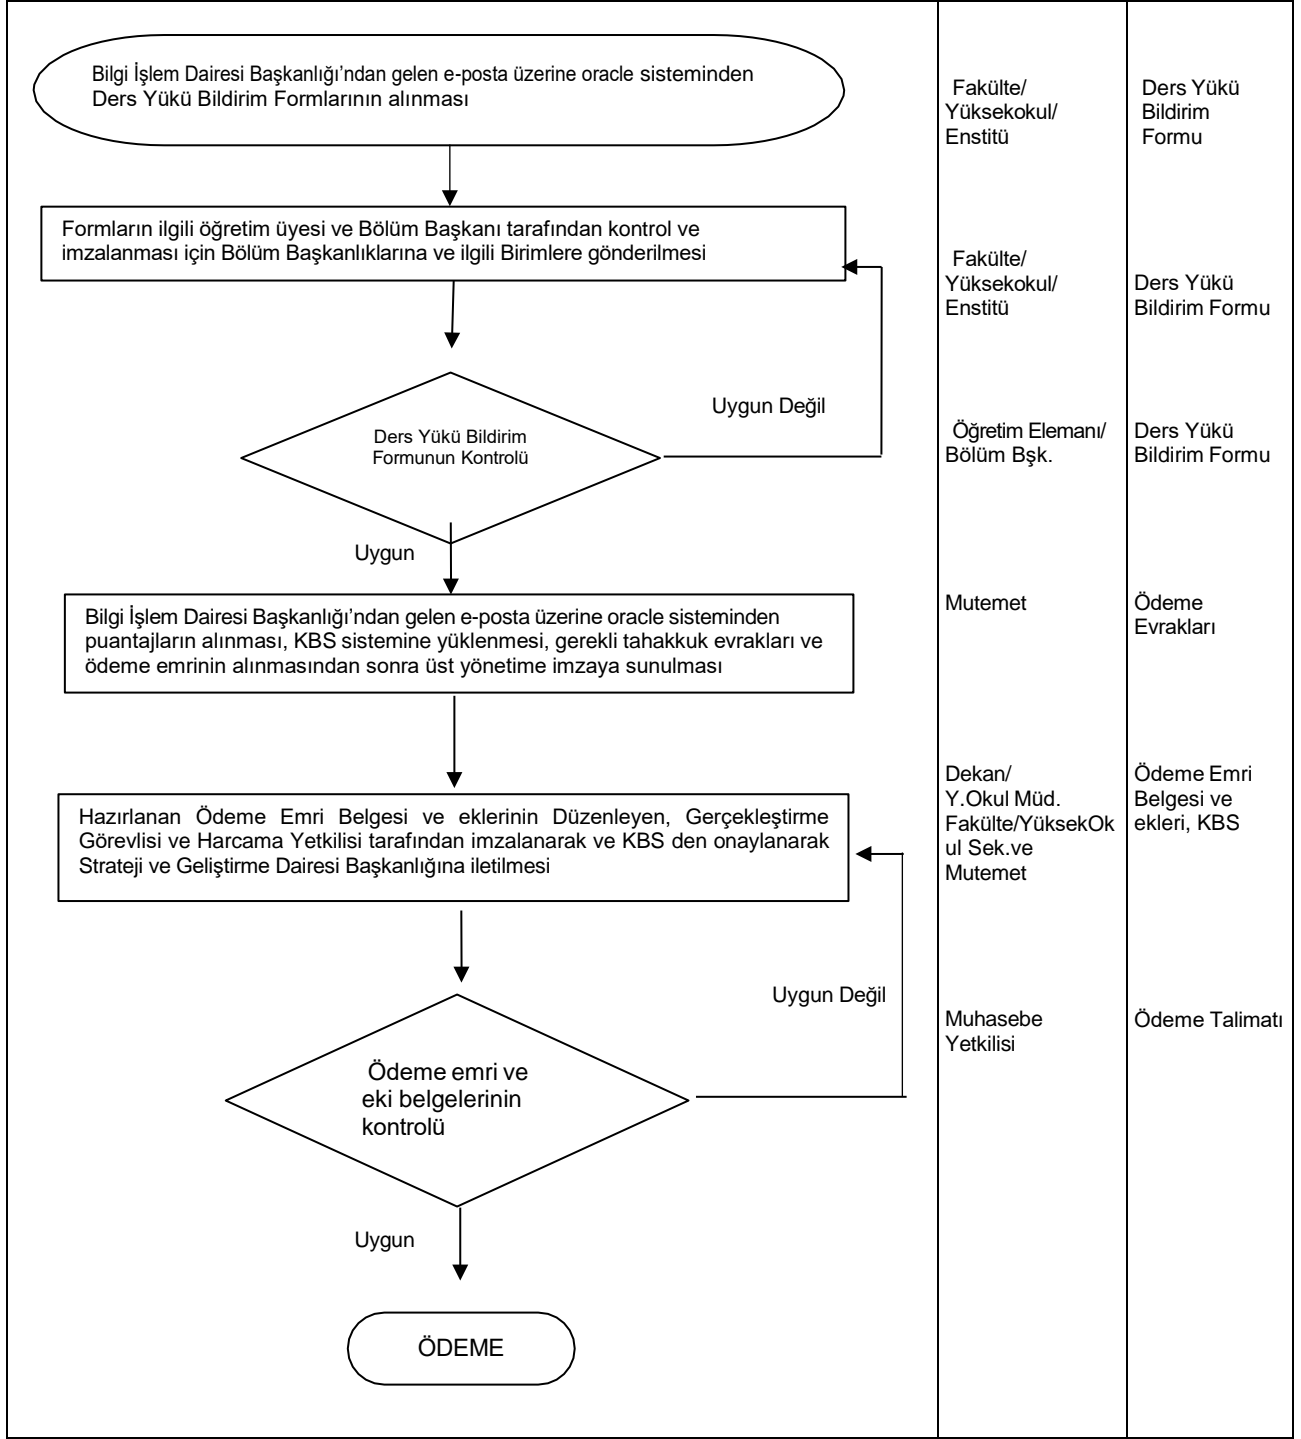 Bilgi İşlem Dairesi Başkanlığı’ndan gelen e-posta üzerine oracle sisteminden
Ders Yükü Bildirim Formlarının alınması
Fakülte/
Yüksekokul/
Enstitü
Ders Yükü
Bildirim
Formu
Formların ilgili öğretim üyesi ve Bölüm Başkanı tarafından kontrol ve
imzalanması için Bölüm Başkanlıklarına ve ilgili Birimlere gönderilmesi
Fakülte/
Yüksekokul/
Enstitü
Ders Yükü
Bildirim Formu
Uygun Değil
Ders Yükü Bildirim
Formunun Kontrolü
Öğretim Elemanı/
Bölüm Bşk.
Ders Yükü
Bildirim Formu
Uygun
Bilgi İşlem Dairesi Başkanlığı’ndan gelen e-posta üzerine oracle sisteminden
puantajların alınması, KBS sistemine yüklenmesi, gerekli tahakkuk evrakları ve
ödeme emrinin alınmasından sonra üst yönetime imzaya sunulması
Mutemet
Ödeme
Evrakları
Hazırlanan Ödeme Emri Belgesi ve eklerinin Düzenleyen, Gerçekleştirme
Görevlisi ve Harcama Yetkilisi tarafından imzalanarak ve KBS den onaylanarak
Strateji ve Geliştirme Dairesi Başkanlığına iletilmesi
Dekan/
Y.Okul Müd.
Fakülte/YüksekOk
ul Sek.ve
Mutemet
Ödeme Emri
Belgesi ve
ekleri, KBS
Uygun Değil
Ödeme emri ve
eki belgelerinin
kontrolü
Muhasebe
Yetkilisi
Ödeme Talimatı
Uygun
ÖDEME